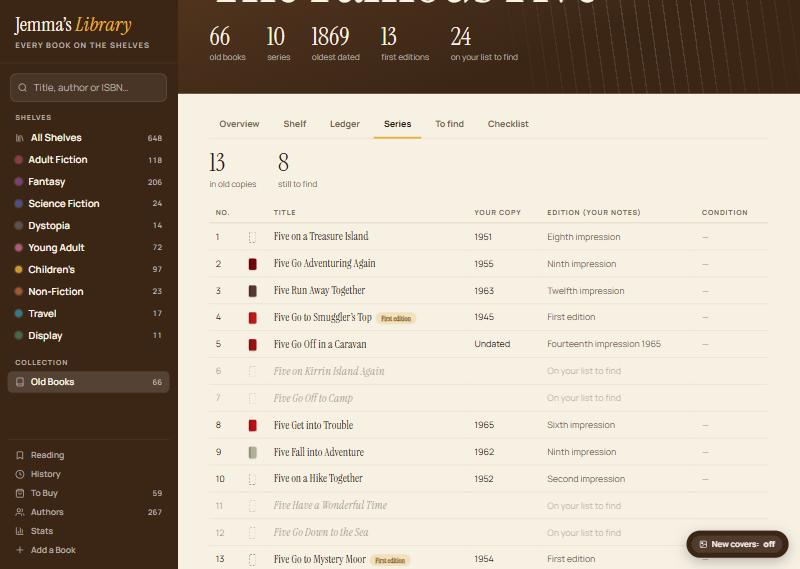 Jemma's Library
EVERY BOOK ON THE SHELVES
Title, author or ISBN…
SHELVES
All Shelves 648
Adult Fiction 118
Fantasy 206
Science Fiction 24
Dystopia 14
Young Adult 72
Children's 97
Non-Fiction 23
Travel 17
Display 11
COLLECTION
Old Books 66
Reading
History
To Buy 59
Authors 267
Stats
Add a Book
The Famous Five
66 10 1869 13 24
old books series oldest dated first editions on your list to find
Overview Shelf Ledger Series To find Checklist
13 8
in old copies still to find
NO. TITLE YOUR COPY EDITION (YOUR NOTES) CONDITION
1 Five on a Treasure Island 1951 Eighth impression —
2 Five Go Adventuring Again 1955 Ninth impression —
3 Five Run Away Together 1963 Twelfth impression —
4 Five Go to Smuggler's Top First edition 1945 First edition —
5 Five Go Off in a Caravan Undated Fourteenth impression 1965 —
6 Five on Kirrin Island Again On your list to find
7 Five Go Off to Camp On your list to find
8 Five Get into Trouble 1965 Sixth impression —
9 Five Fall into Adventure 1962 Ninth impression —
10 Five on a Hike Together 1952 Second impression —
11 Five Have a Wonderful Time On your list to find
12 Five Go Down to the Sea On your list to find
13 Five Go to Mystery Moor First edition 1954 First edition —
New covers: off